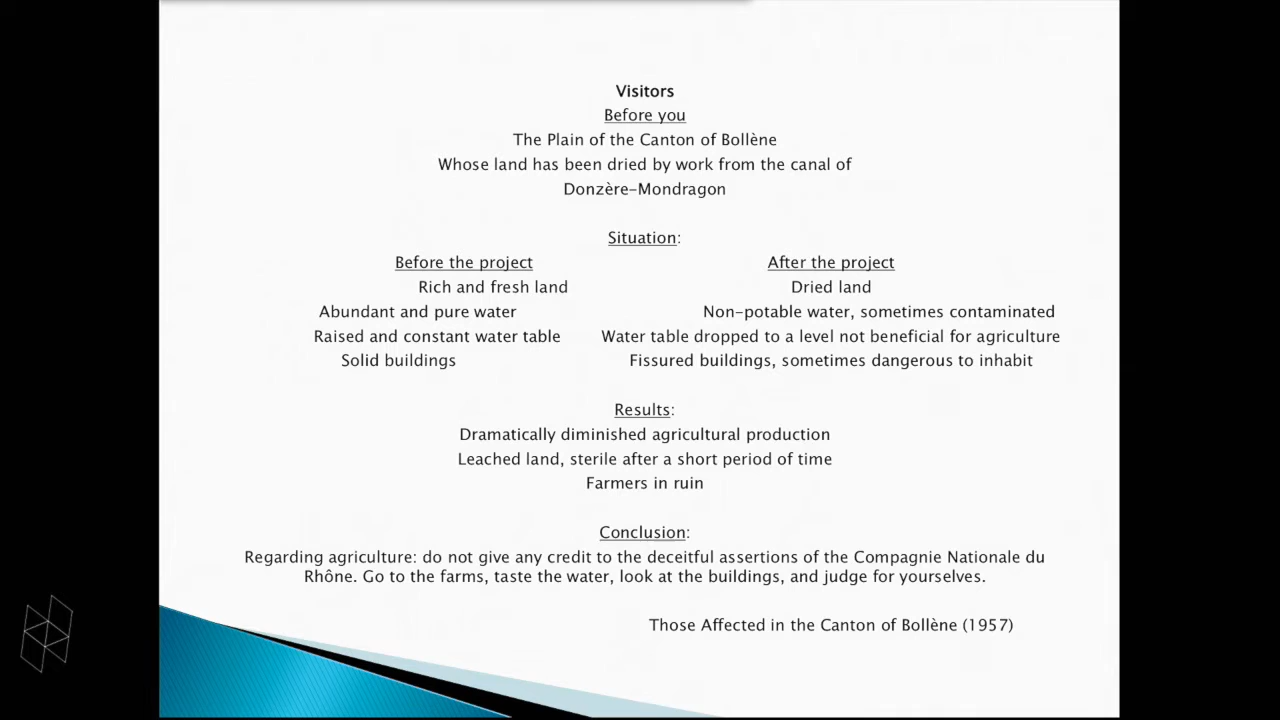 Visitors
Before you
The Plain of the Canton of Bollène
Whose land has been dried by work from the canal of
Donzère-Mondragon
Situation:
Before the project After the project
Rich and fresh land Dried land
Abundant and pure water Non-potable water, sometimes contaminated
Raised and constant water table Water table dropped to a level not beneficial for agriculture
Solid buildings Fissured buildings, sometimes dangerous to inhabit
Results:
Dramatically diminished agricultural production
Leached land, sterile after a short period of time
Farmers in ruin
Conclusion:
Regarding agriculture: do not give any credit to the deceitful assertions of the Compagnie Nationale du
Rhône. Go to the farms, taste the water, look at the buildings, and judge for yourselves.
Those Affected in the Canton of Bollène (1957)